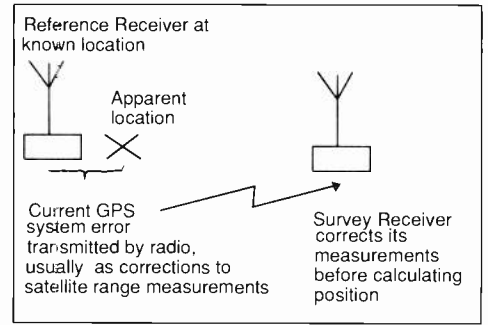 Reference Receiver at
known location
Apparent
location
Current GPS
system error
transmitted by radio,
usually as corrections to
satellite range measurements
Survey Receiver
corrects its
measurements
before calculating
position